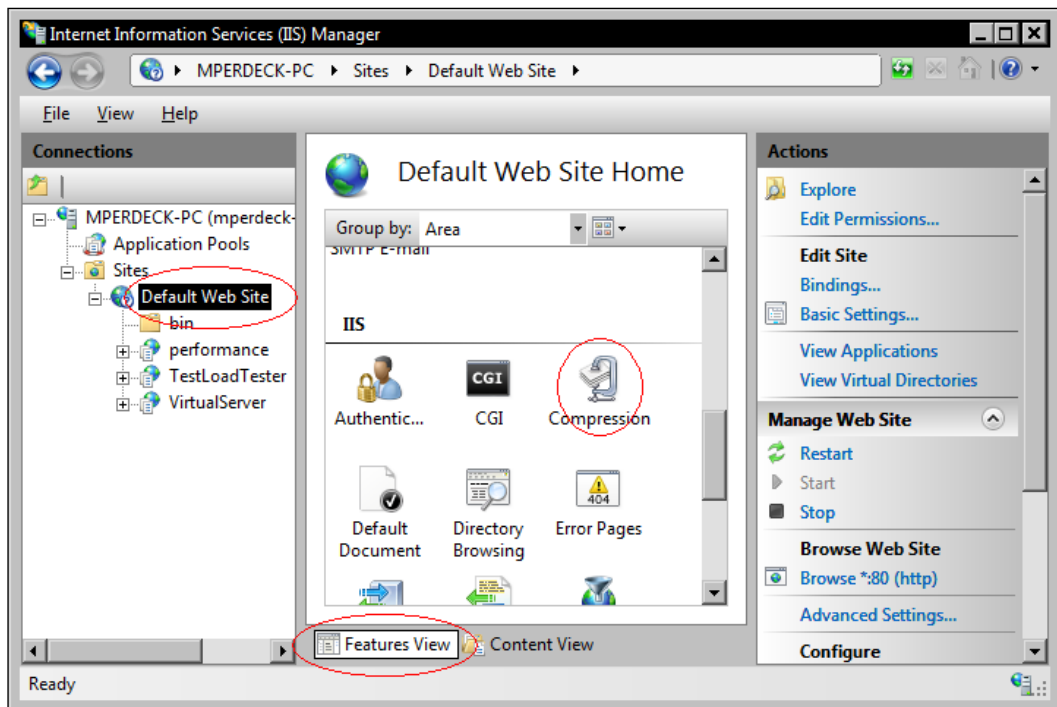 Internet Information Services (IIS) Manager
MPERDECK-PC Sites Default Web Site
File View Help
Connections
MPERDECK-PC (mperdeck-
Application Pools
Sites
Default Web Site
bin
performance
TestLoadTester
VirtualServer
Default Web Site Home
Group by: Area
SMTP E-mail
IIS
Authentic... CGI Compression
CGI
Default Document
Directory Browsing
Error Pages
404
Features View Content View
Actions
Explore
Edit Permissions...
Edit Site
Bindings...
Basic Settings...
View Applications
View Virtual Directories
Manage Web Site
Restart
Start
Stop
Browse Web Site
Browse *:80 (http)
Advanced Settings...
Configure
Ready